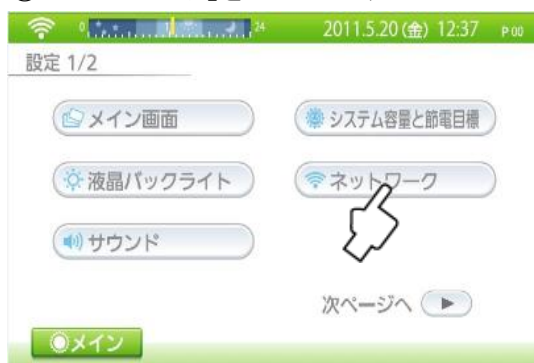 0 12 24 2011.5.20(金) 12:37 P 00
設定 1/2
メイン画面
システム容量と節電目標
液晶バックライト
ネットワーク
サウンド
次ページへ
メイン